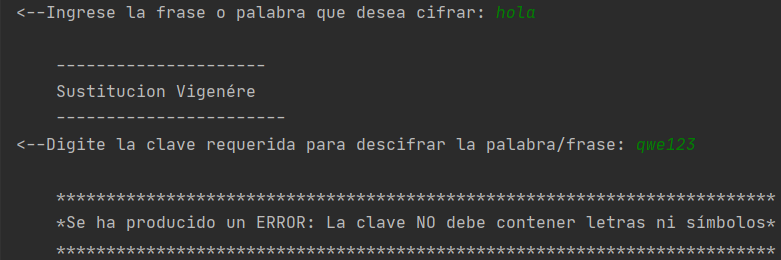 <--Ingrese la frase o palabra que desea cifrar: hola
---------------------
Sustitucion Vigenére
-----------------------
<--Digite la clave requerida para descifrar la palabra/frase: qwe123
************************************************************************
*Se ha producido un ERROR: La clave NO debe contener letras ni símbolos*
************************************************************************